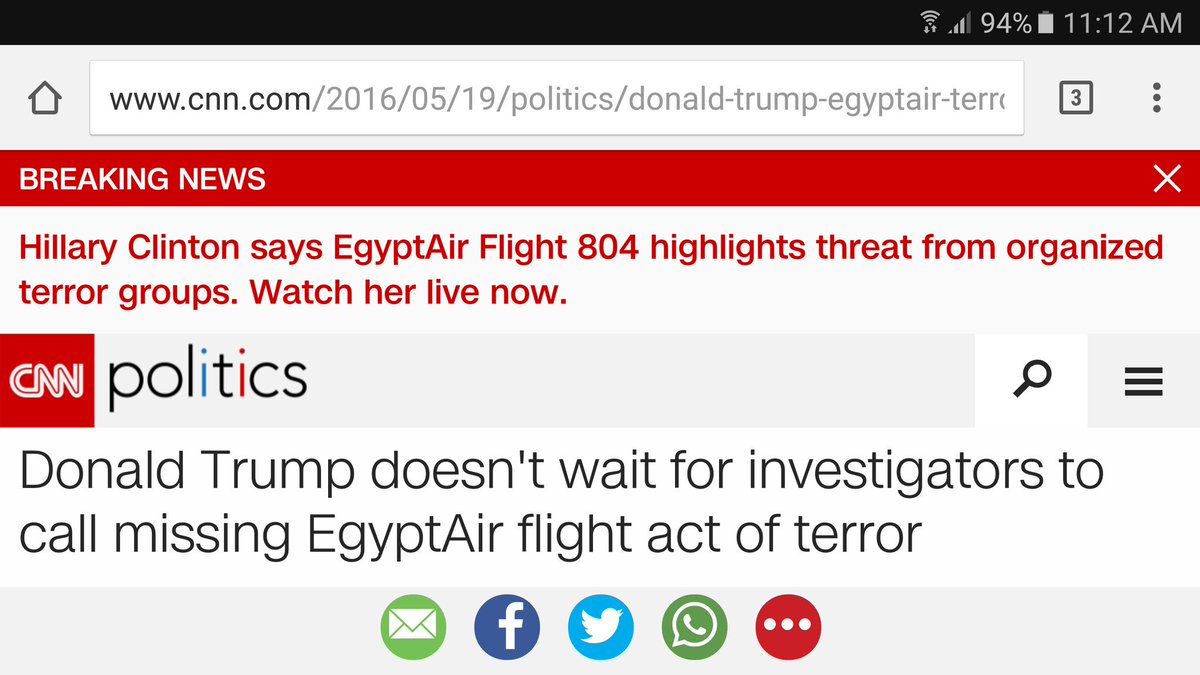 94% 11:12 AM
www.cnn.com/2016/05/19/politics/donald-trump-egyptair-terro
3
BREAKING NEWS
Hillary Clinton says EgyptAir Flight 804 highlights threat from organized
terror groups. Watch her live now.
CNN politics
Donald Trump doesn't wait for investigators to
call missing EgyptAir flight act of terror